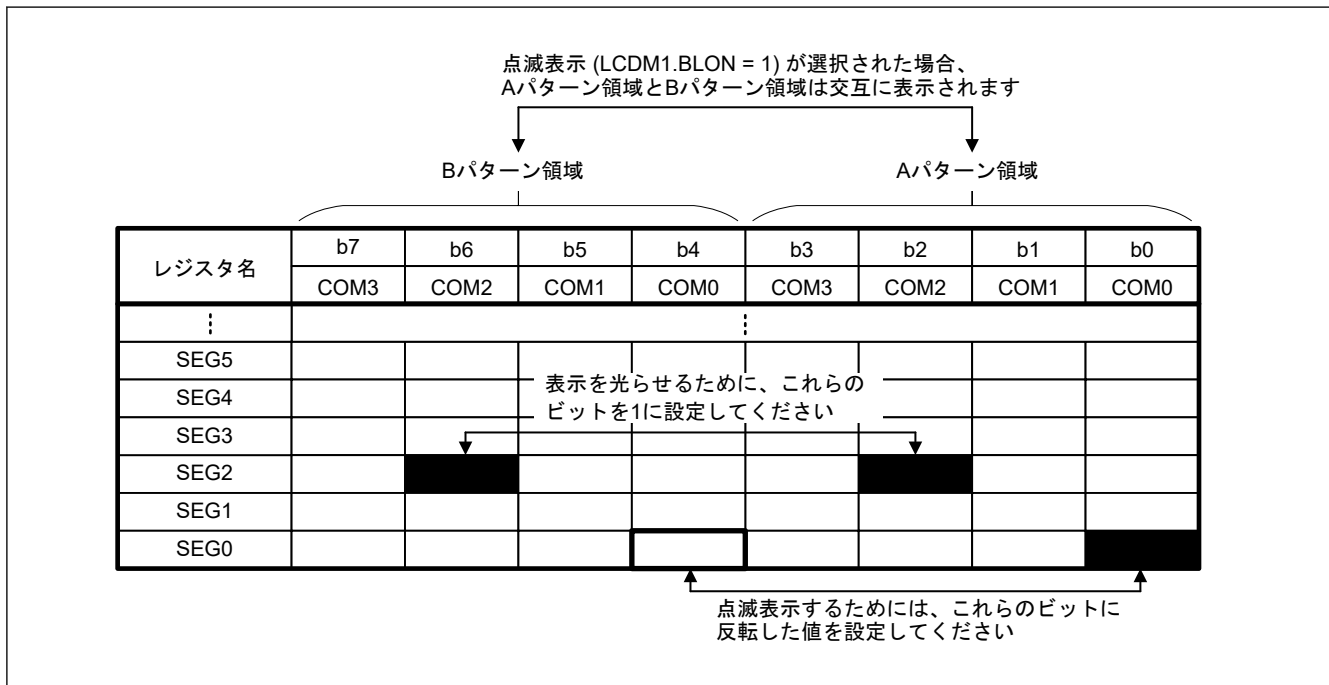 点滅表示 (LCDM1.BLON = 1) が選択された場合、
Aパターン領域とBパターン領域は交互に表示されます
Bパターン領域 Aパターン領域
レジスタ名 b7 b6 b5 b4 b3 b2 b1 b0
COM3 COM2 COM1 COM0 COM3 COM2 COM1 COM0
SEG5
SEG4
SEG3
SEG2
SEG1
SEG0
表示を光らせるために、これらの
ビットを1に設定してください
点滅表示するためには、これらのビットに
反転した値を設定してください